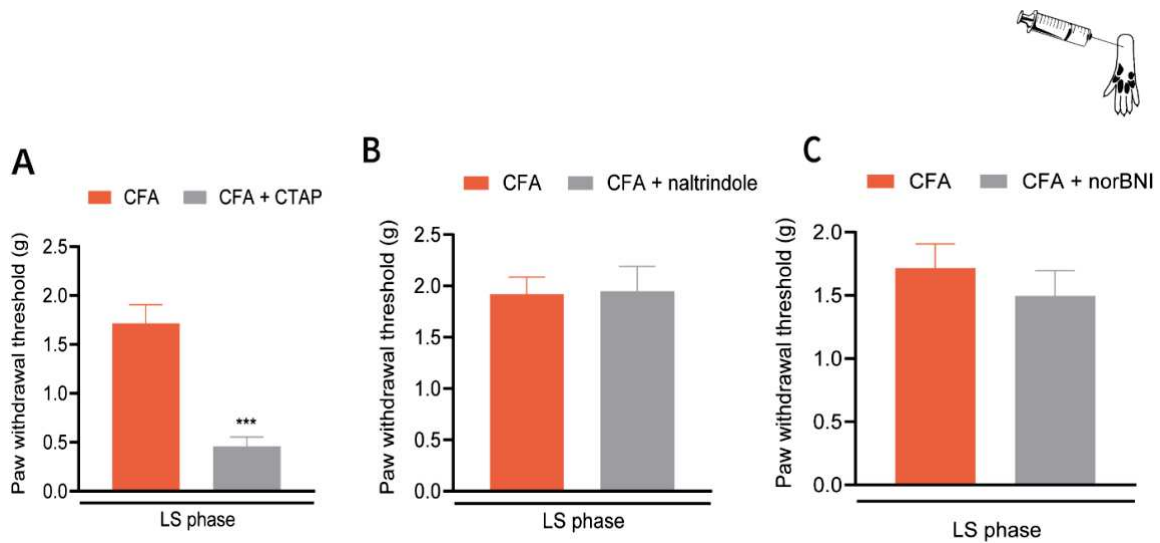 A
CFA CFA + CTAP
Paw withdrawal threshold (g)
2.5
2.0
1.5
1.0
0.5
0.0
***
LS phase
B
CFA CFA + naltrindole
Paw withdrawal threshold (g)
2.5
2.0
1.5
1.0
0.5
0.0
LS phase
C
CFA CFA + norBNI
Paw withdrawal threshold (g)
2.0
1.5
1.0
0.5
0.0
LS phase